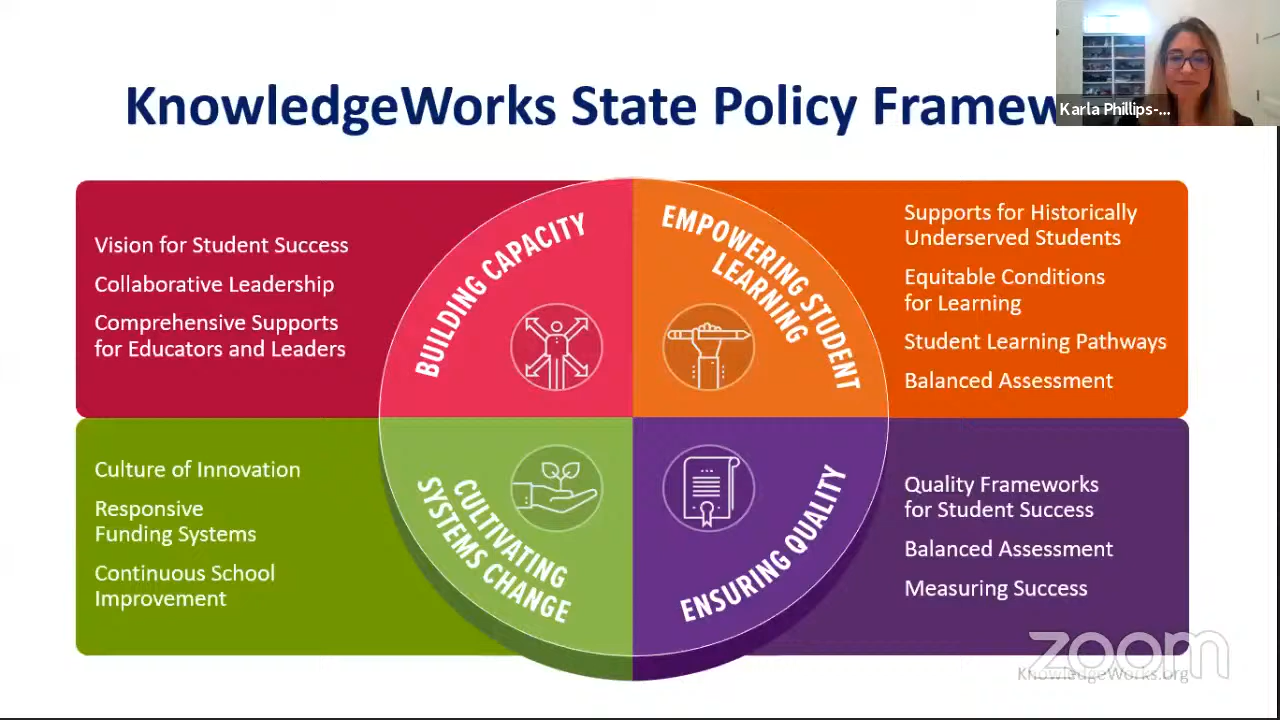 KnowledgeWorks State Policy Framew
Karla Phillips-...
BUILDING CAPACITY
Vision for Student Success
Collaborative Leadership
Comprehensive Supports
for Educators and Leaders
EMPOWERING STUDENT
LEARNING
Supports for Historically
Underserved Students
Equitable Conditions
for Learning
Student Learning Pathways
Balanced Assessment
CULTIVATING
SYSTEMS CHANGE
Culture of Innovation
Responsive
Funding Systems
Continuous School
Improvement
ENSURING QUALITY
Quality Frameworks
for Student Success
Balanced Assessment
Measuring Success
zoom
KnowledgeWorks.org